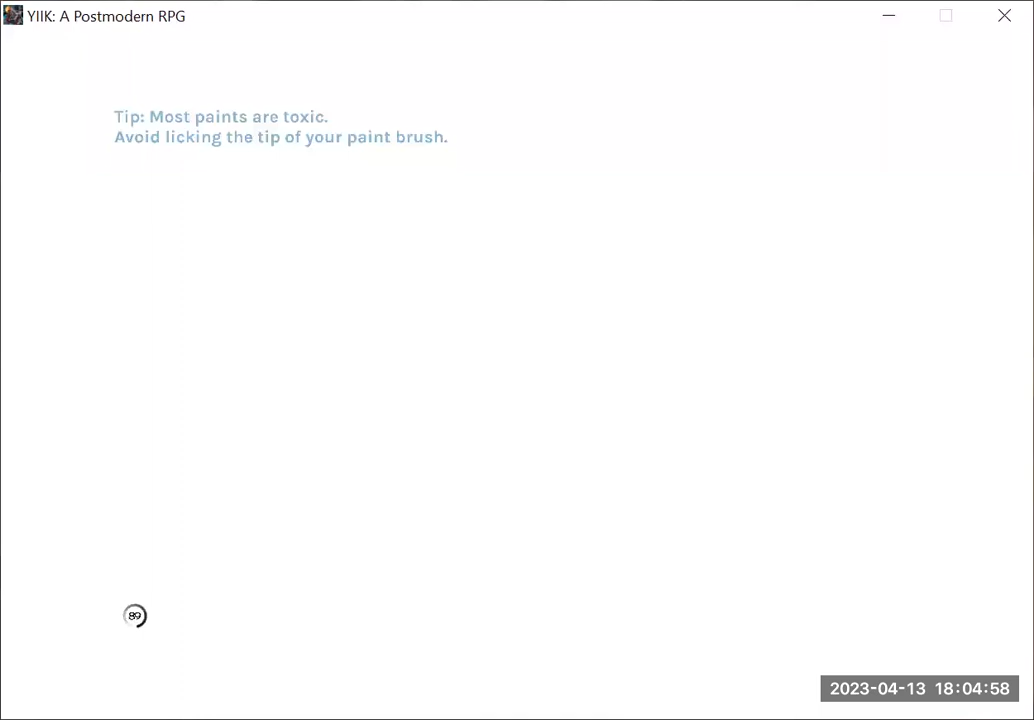 YIIK: A Postmodern RPG
Tip: Most paints are toxic.
Avoid licking the tip of your paint brush.
89
2023-04-13 18:04:58